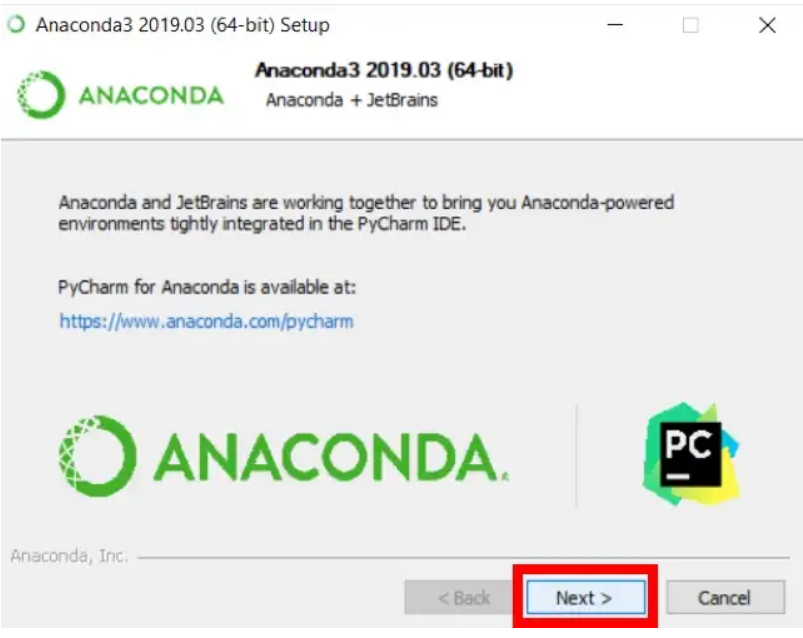 Anaconda3 2019.03 (64-bit) Setup
Anaconda3 2019.03 (64-bit)
ANACONDA
Anaconda + JetBrains
Anaconda and JetBrains are working together to bring you Anaconda-powered
environments tightly integrated in the PyCharm IDE.
PyCharm for Anaconda is available at:
https://www.anaconda.com/pycharm
ANACONDA®
PC
Anaconda, Inc.
< Back
Next >
Cancel